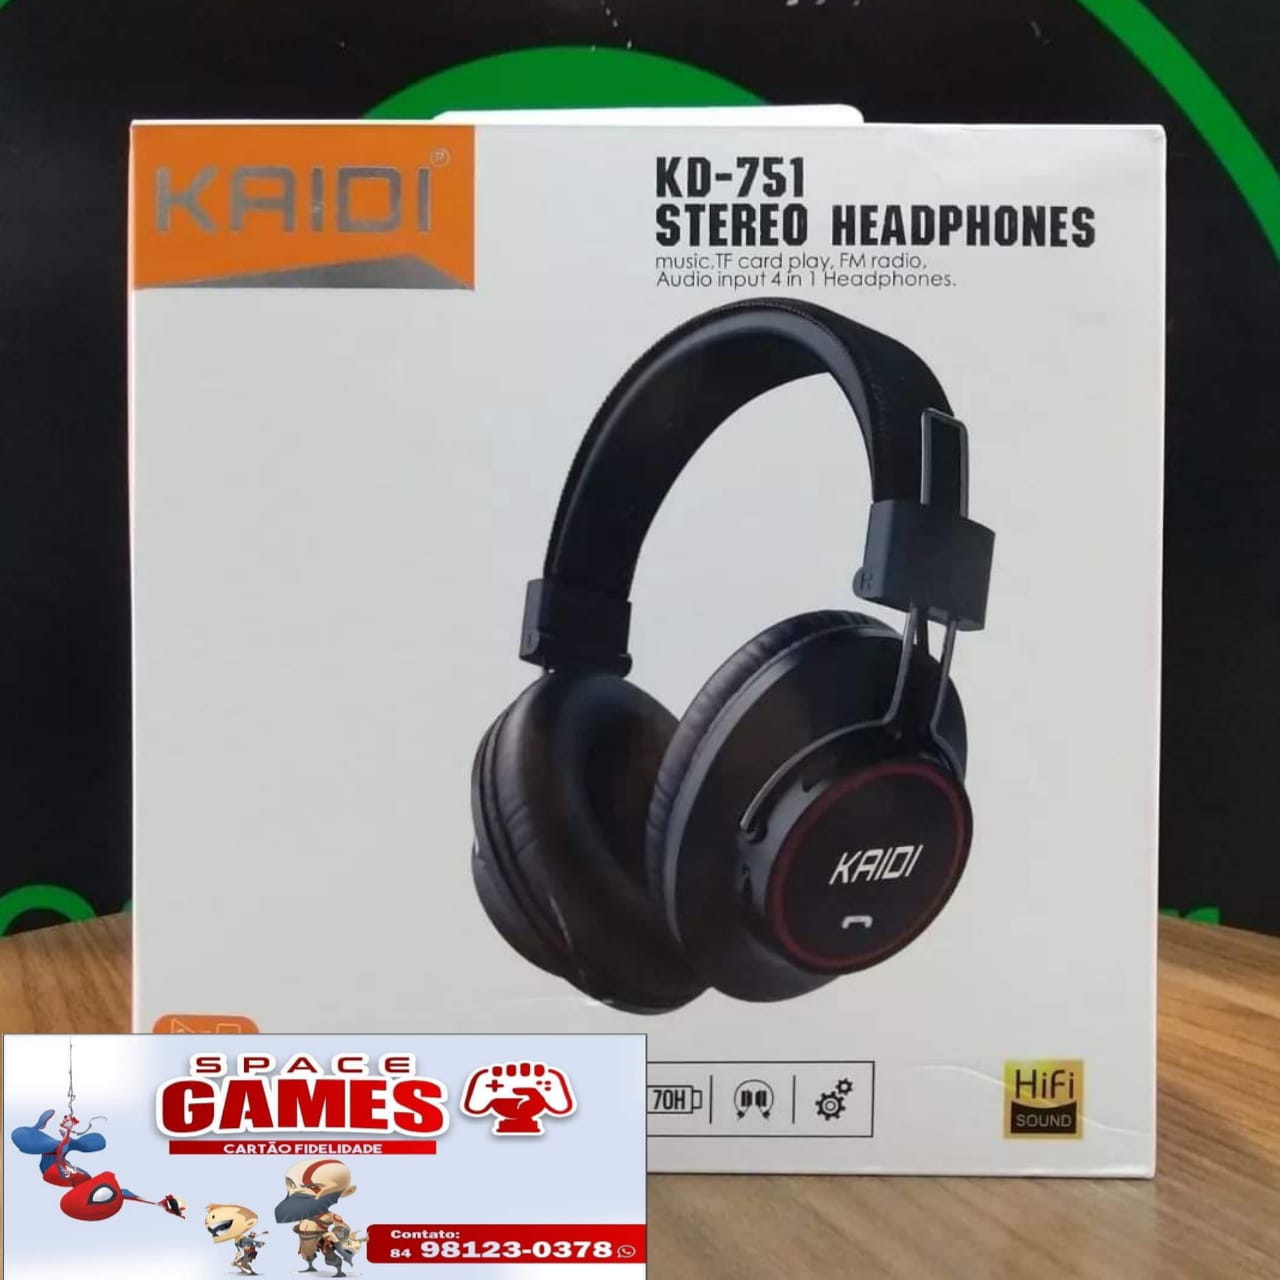 KAIDI
KD-751
STEREO HEADPHONES
music,TF card play, FM radio,
Audio input 4 in 1 Headphones.
R
KAIDI
70H
HiFi
SOUND
SPACE
GAMES
CARTÃO FIDELIDADE
Contato:
84 98123-0378